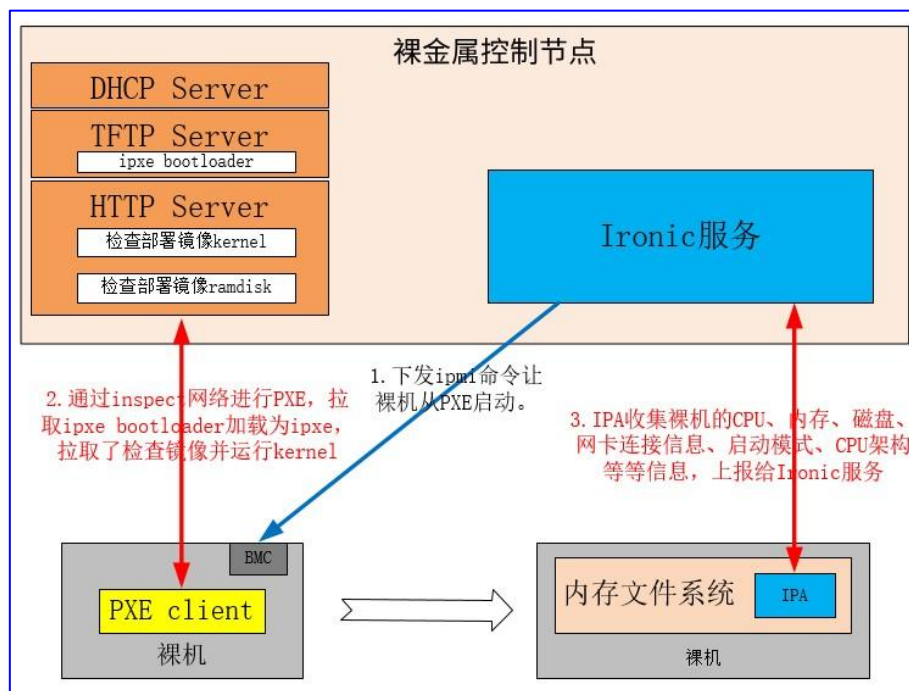 裸金属控制节点
DHCP Server
TFTP Server
ipxe bootloader
HTTP Server
检查部署镜像kernel
检查部署镜像ramdisk
Ironic服务
1.下发ipmi命令让
裸机从PXE启动。
2.通过inspect网络进行PXE，拉
取ipxe bootloader加载为ipxe，
拉取了检查镜像并运行kernel
3.IPA收集裸机的CPU、内存、磁盘、
网卡连接信息、启动模式、CPU架构
等等信息，上报给Ironic服务
BMC
PXE client
裸机
内存文件系统
IPA
裸机